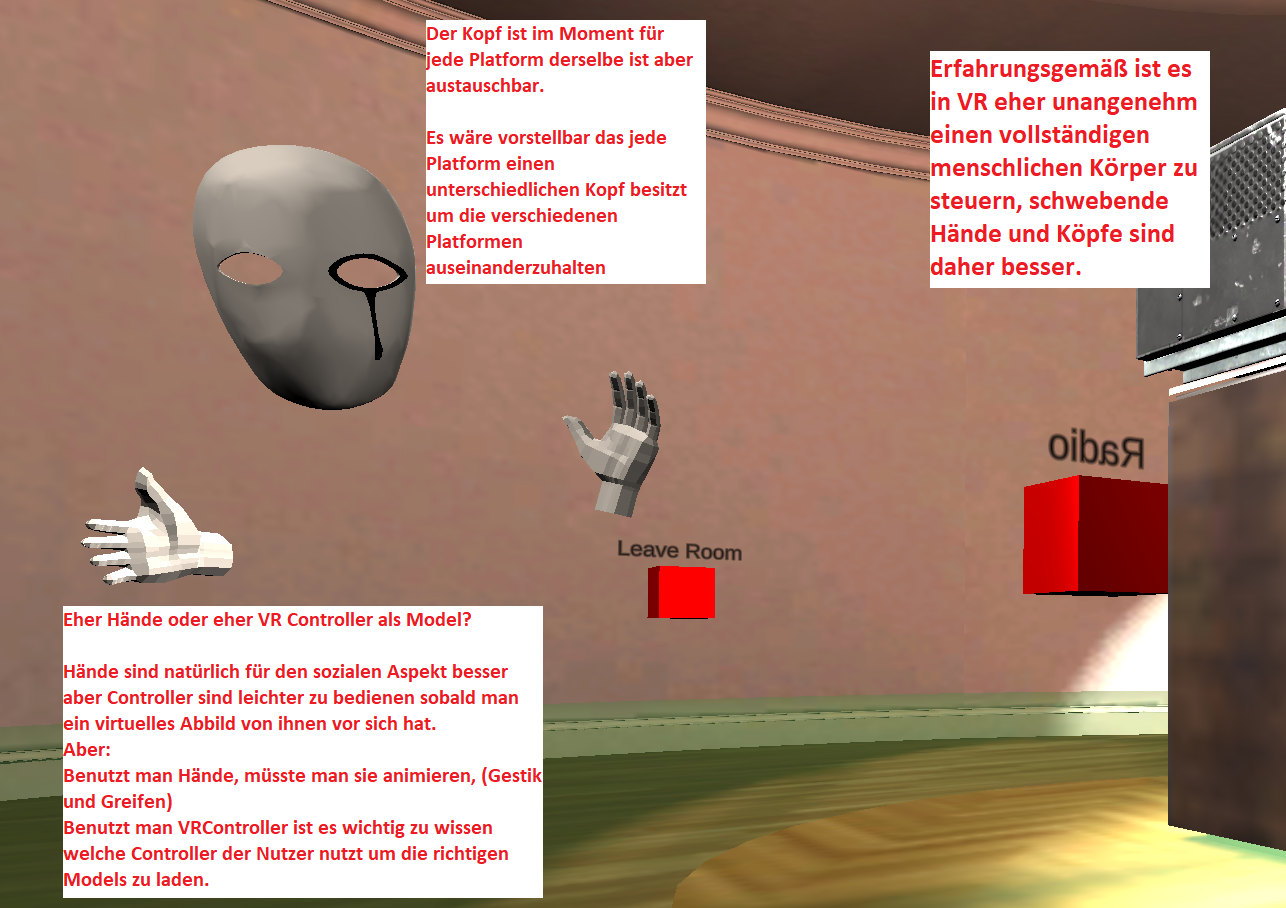 Der Kopf ist im Moment für
jede Platform derselbe ist aber
austauschbar.
Es wäre vorstellbar das jede
Platform einen
unterschiedlichen Kopf besitzt
um die verschiedenen
Platformen
auseinanderzuhalten
Erfahrungsgemäß ist es
in VR eher unangenehm
einen vollständigen
menschlichen Körper zu
steuern, schwebende
Hände und Köpfe sind
daher besser.
Radio
Leave Room
Eher Hände oder eher VR Controller als Model?
Hände sind natürlich für den sozialen Aspekt besser
aber Controller sind leichter zu bedienen sobald man
ein virtuelles Abbild von ihnen vor sich hat.
Aber:
Benutzt man Hände, müsste man sie animieren, (Gestik
und Greifen)
Benutzt man VRController ist es wichtig zu wissen
welche Controller der Nutzer nutzt um die richtigen
Models zu laden.